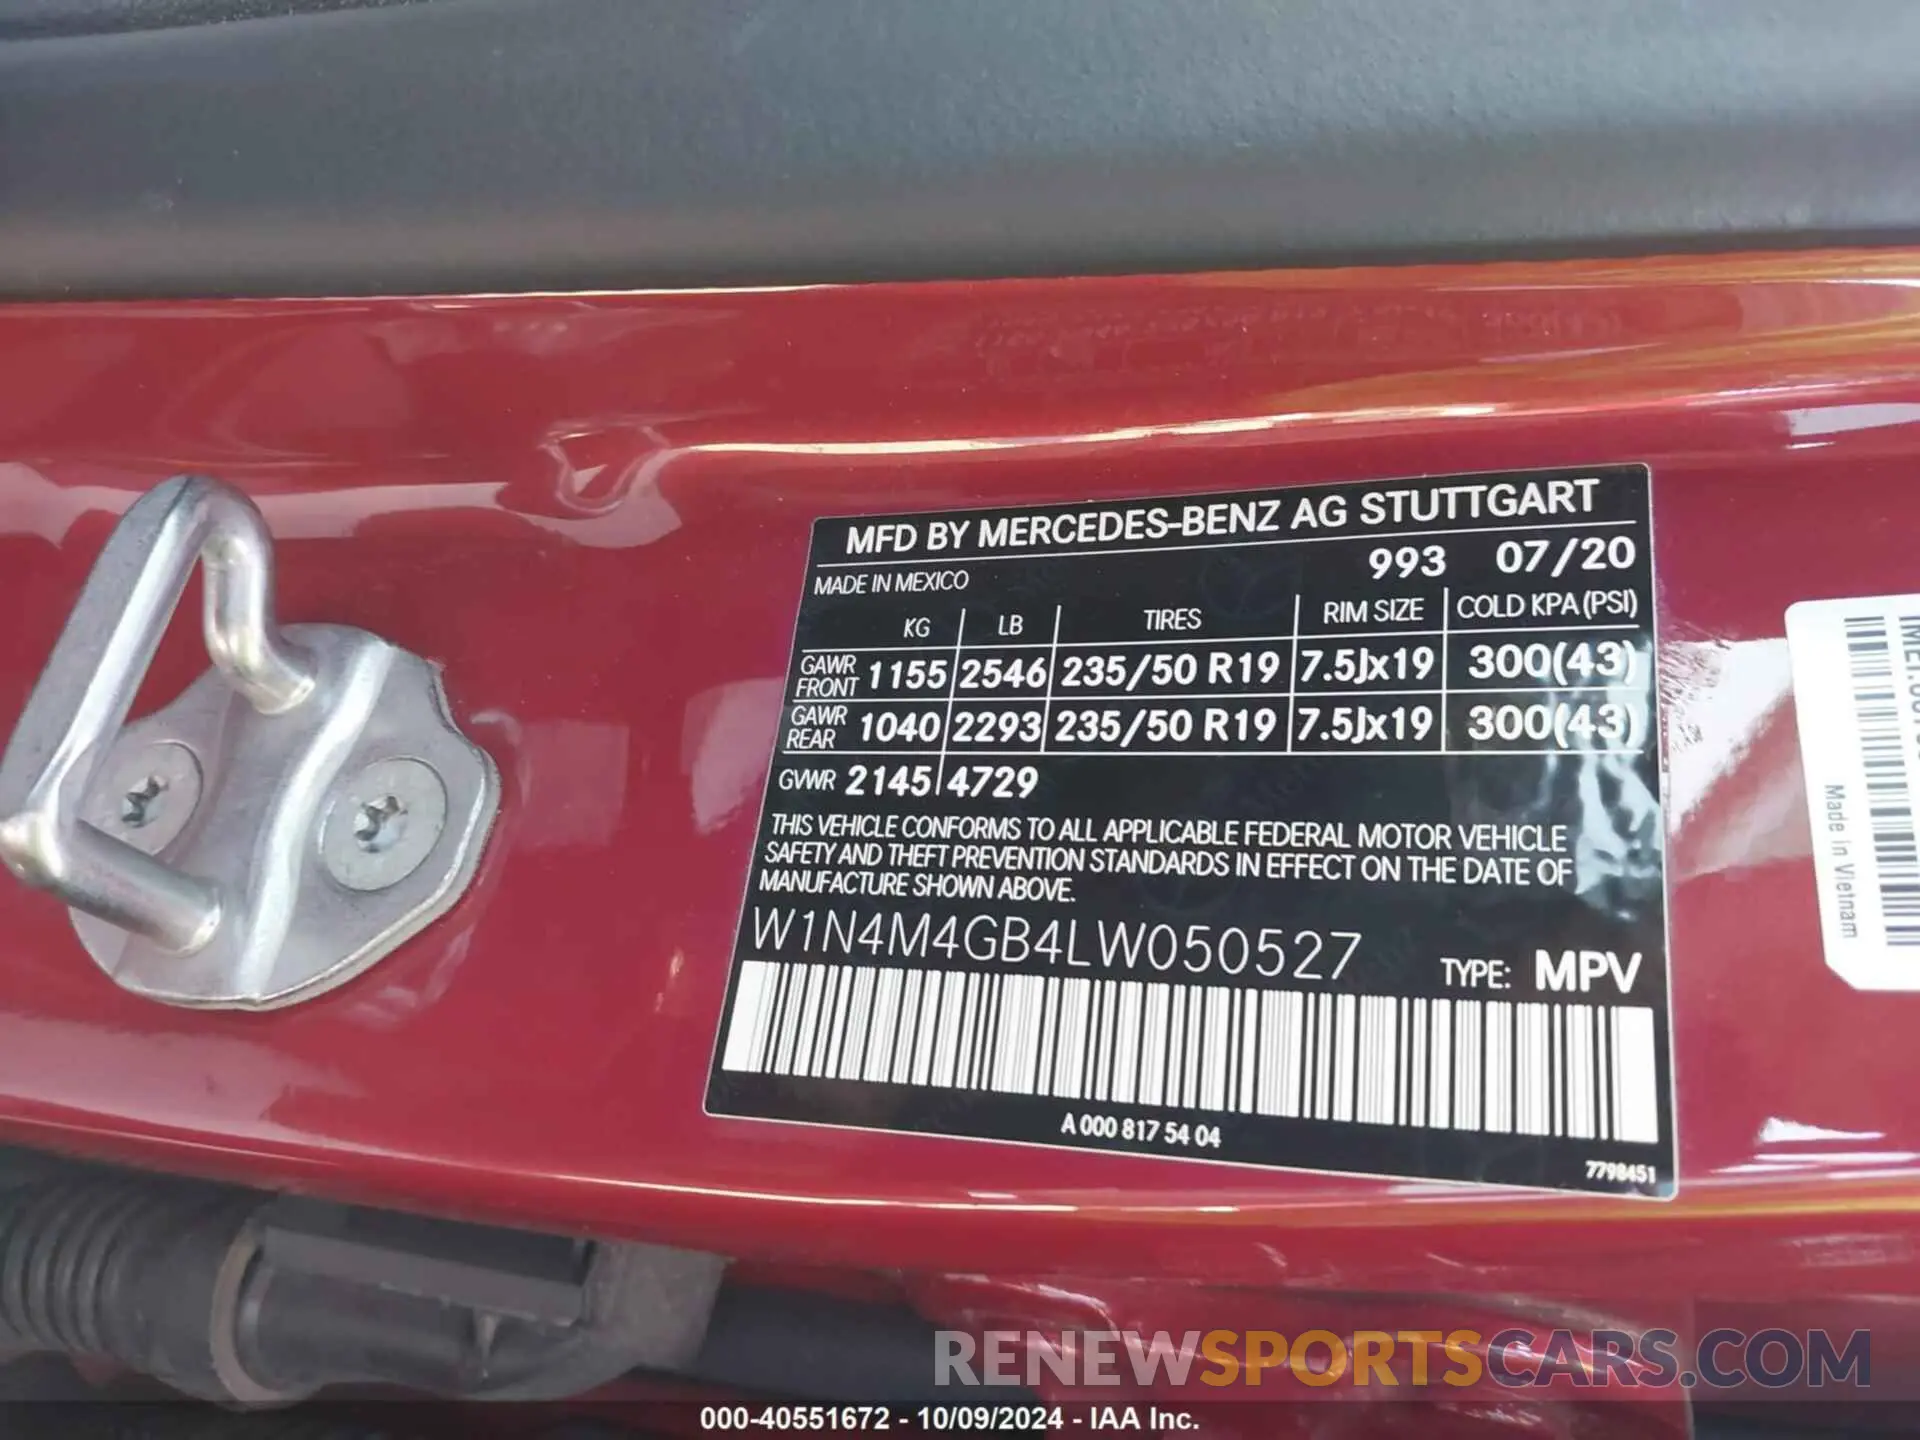 MFD BY MERCEDES-BENZ AG STUTTGART
MADE IN MEXICO 993 07/20
KG LB TIRES RIM SIZE COLD KPA (PSI)
GAWR FRONT 1155 2546 235/50 R19 7.5Jx19 300(43)
GAWR REAR 1040 2293 235/50 R19 7.5Jx19 300(43)
GVWR 2145 4729
THIS VEHICLE CONFORMS TO ALL APPLICABLE FEDERAL MOTOR VEHICLE
SAFETY AND THEFT PREVENTION STANDARDS IN EFFECT ON THE DATE OF
MANUFACTURE SHOWN ABOVE.
W1N4M4GB4LW050527 TYPE: MPV
A 000 817 54 04
7798451
Made in Vietnam
RENEWSPORTSCARS.COM
000-40551672 - 10/09/2024 - IAA Inc.